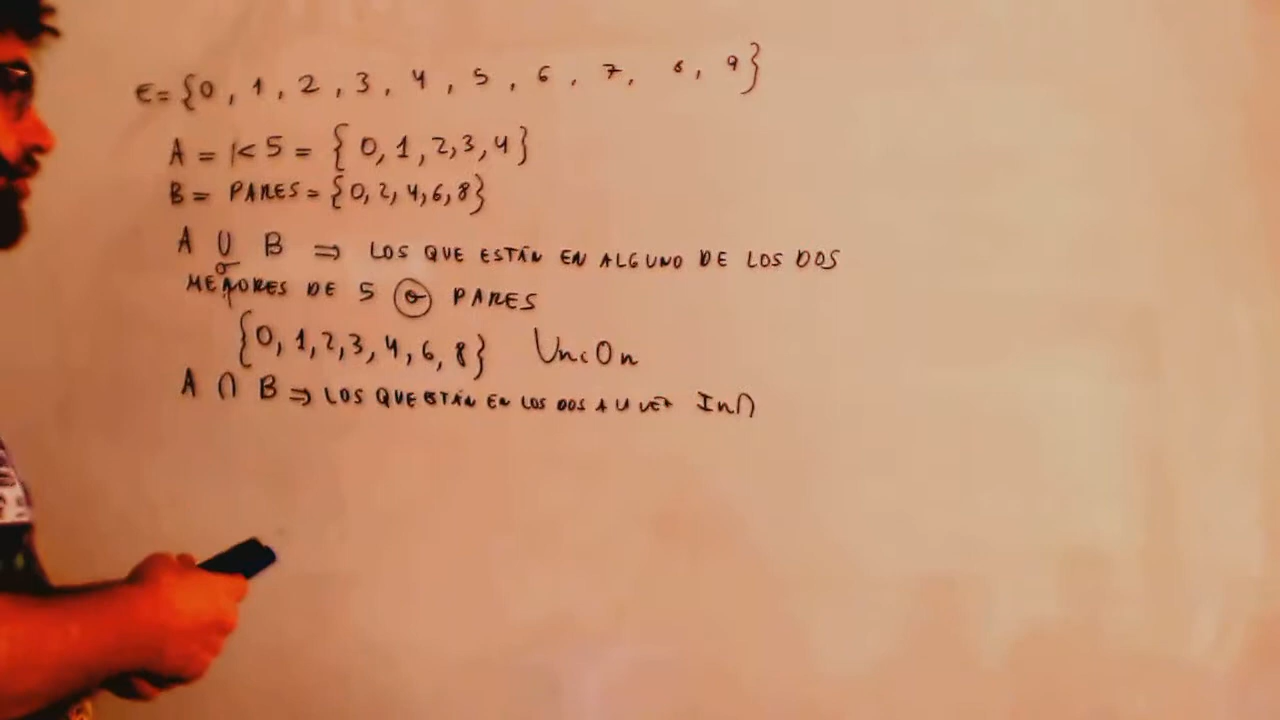 E={0, 1, 2, 3, 4, 5, 6, 7, 8, 9}
A = K 5 = { 0, 1, 2, 3, 4 }
B = PARES = {0, 2, 4, 6, 8}
A U B ⇒ LOS QUE ESTÁN EN ALGUNO DE LOS DOS
o
MENORES DE 5 O PARES
{0, 1, 2, 3, 4, 6, 8} UniOn
A ∩ B ⇒ LOS QUE ESTÁN EN LOS DOS A LA VEZ In∩